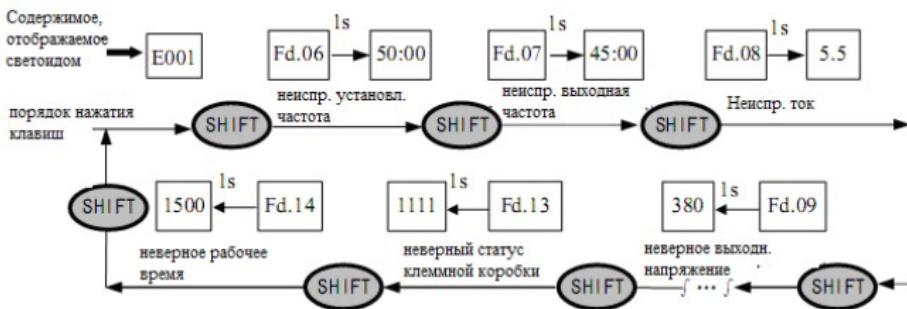 Содержимое,
отображаемое
светоидом
E001
Fd.06
1s
50:00
Fd.07
1s
45:00
Fd.08
1s
5.5
порядок нажатия
клавиш
SHIFT
неиспр. установл.
частота
SHIFT
неиспр. выходная
частота
SHIFT
Неиспр. ток
SHIFT
1500
1s
Fd.14
1111
1s
Fd.13
380
1s
Fd.09
неверное рабочее
время
SHIFT
неверный статус
клеммной коробки
SHIFT
неверное выходн.
напряжение
∫ ··· ∫
SHIFT